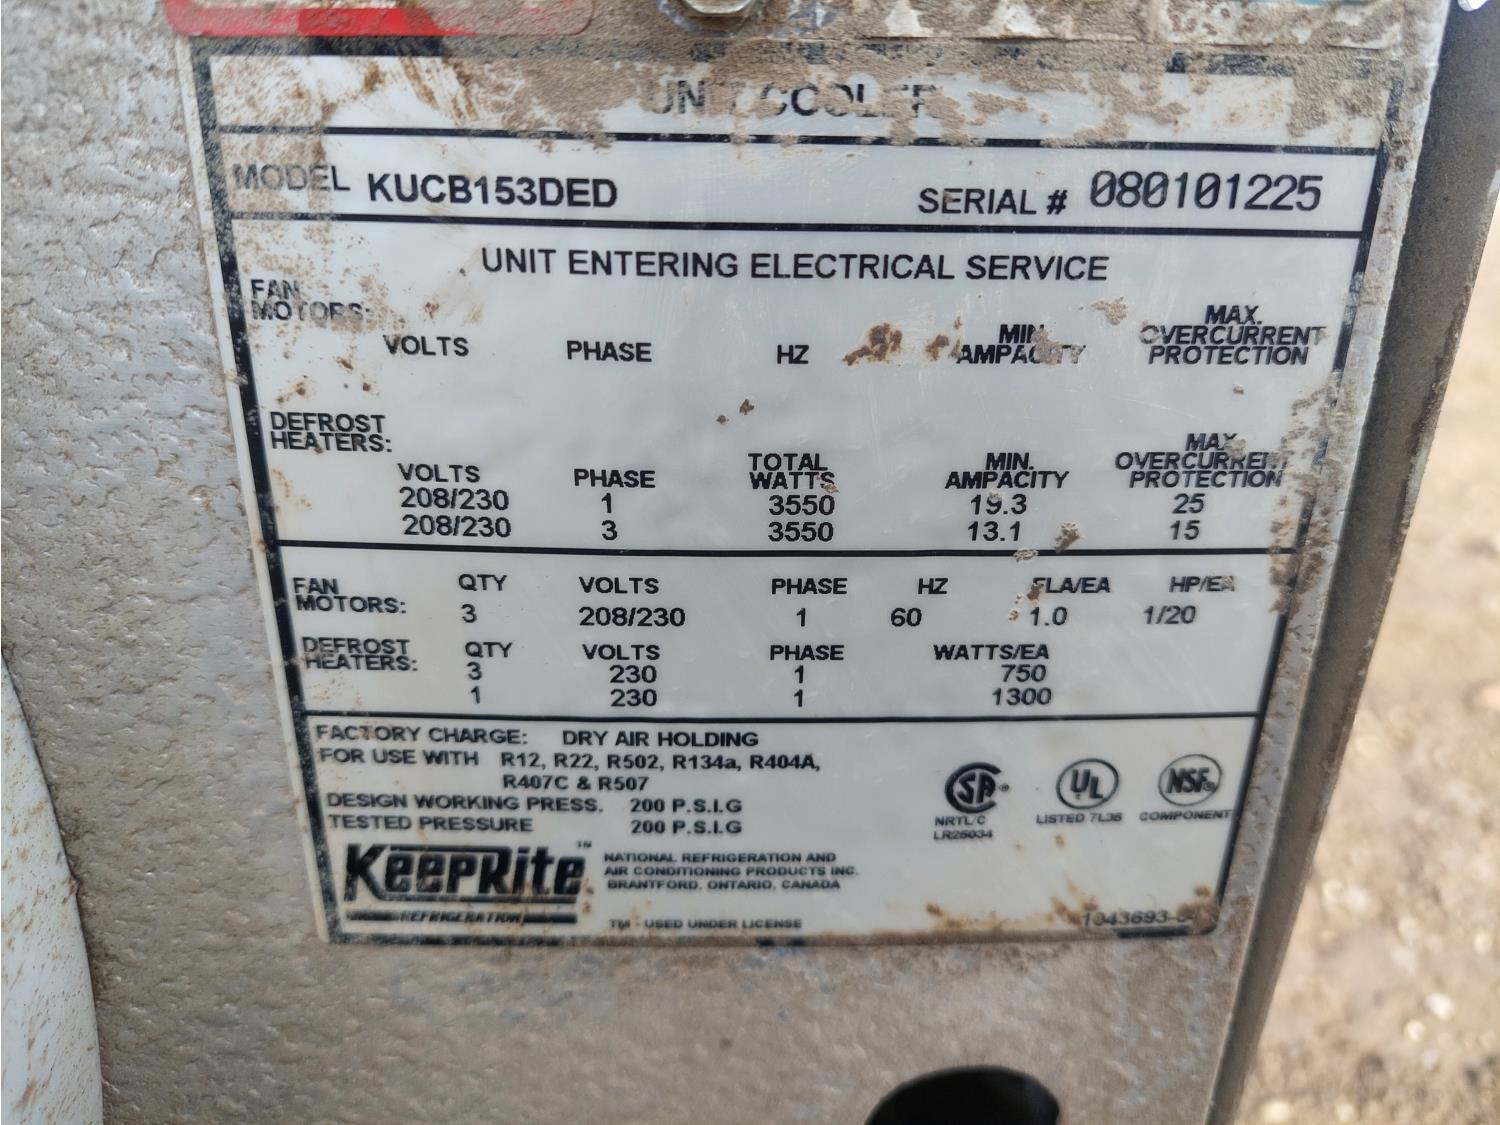 UNIT COOLER
MODEL KUCB153DED SERIAL # 080101225
UNIT ENTERING ELECTRICAL SERVICE
FAN MOTORS:
VOLTS PHASE HZ MIN. AMPACITY MAX. OVERCURRENT PROTECTION
DEFROST HEATERS:
VOLTS PHASE TOTAL WATTS MIN. AMPACITY MAX. OVERCURRENT PROTECTION
208/230 1 3550 19.3 25
208/230 3 3550 13.1 15
FAN MOTORS: QTY VOLTS PHASE HZ FLA/EA HP/EA
3 208/230 1 60 1.0 1/20
DEFROST HEATERS: QTY VOLTS PHASE WATTS/EA
3 230 1 750
1 230 1 1300
FACTORY CHARGE: DRY AIR HOLDING
FOR USE WITH R12, R22, R502, R134a, R404A,
R407C & R507
DESIGN WORKING PRESS. 200 P.S.I.G
TESTED PRESSURE 200 P.S.I.G
SA NRTL/C LR25034
UL LISTED 7L36
NSF® COMPONENT
KeepRite™
REFRIGERATION
NATIONAL REFRIGERATION AND
AIR CONDITIONING PRODUCTS INC.
BRANTFORD, ONTARIO, CANADA
TM - USED UNDER LICENSE